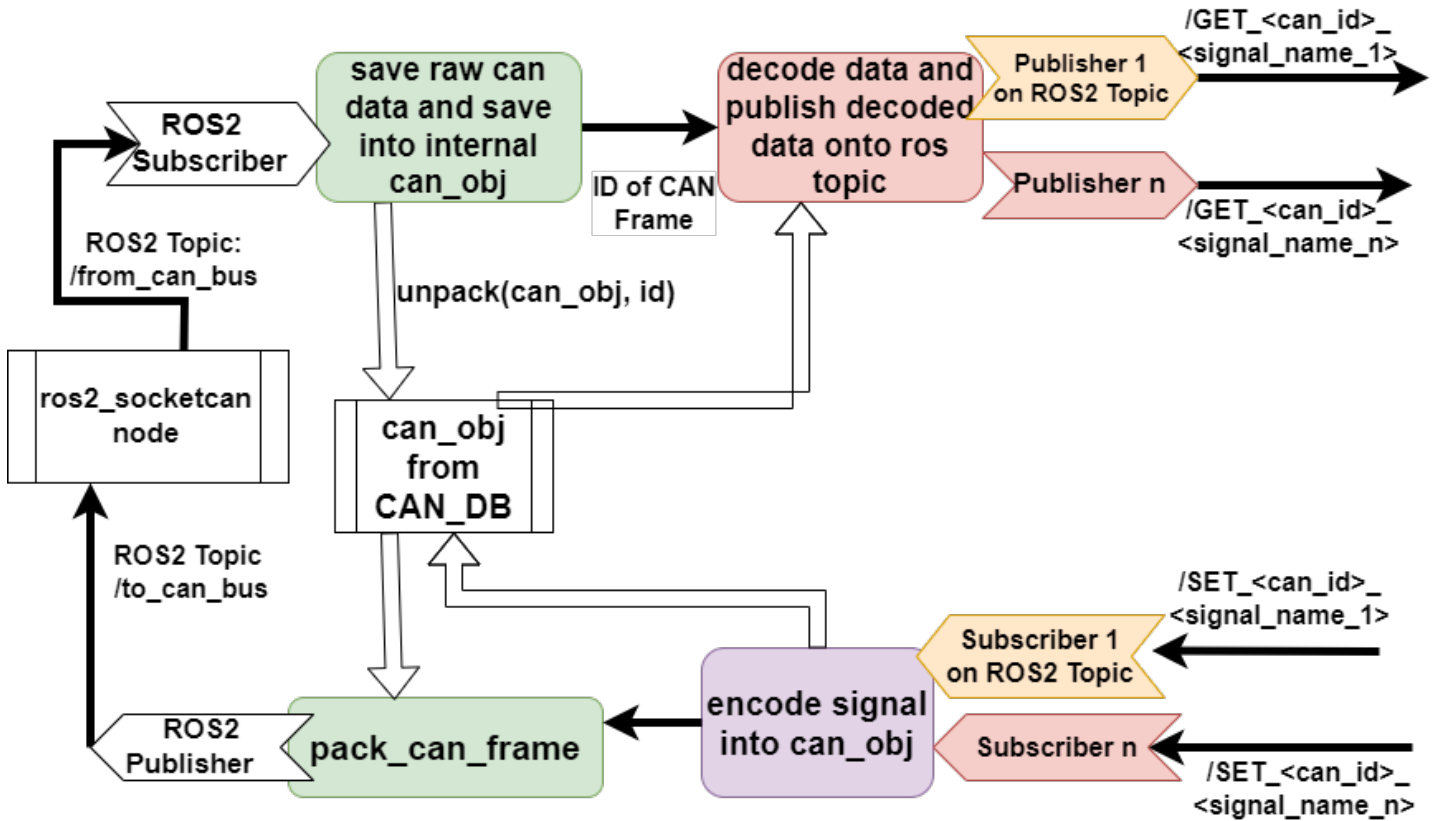 /GET_<can_id>_
<signal_name_1>
save raw can
data and save
into internal
can_obj
decode data and
publish decoded
data onto ros
topic
Publisher 1
on ROS2 Topic
ROS2
Subscriber
ID of CAN
Frame
Publisher n
/GET_<can_id>_
<signal_name_n>
ROS2 Topic:
/from_can_bus
unpack(can_obj, id)
ros2_socketcan
node
can_obj
from
CAN_DB
ROS2 Topic
/to_can_bus
/SET_<can_id>_
<signal_name_1>
Subscriber 1
on ROS2 Topic
encode signal
into can_obj
ROS2
Publisher
pack_can_frame
Subscriber n
/SET_<can_id>_
<signal_name_n>